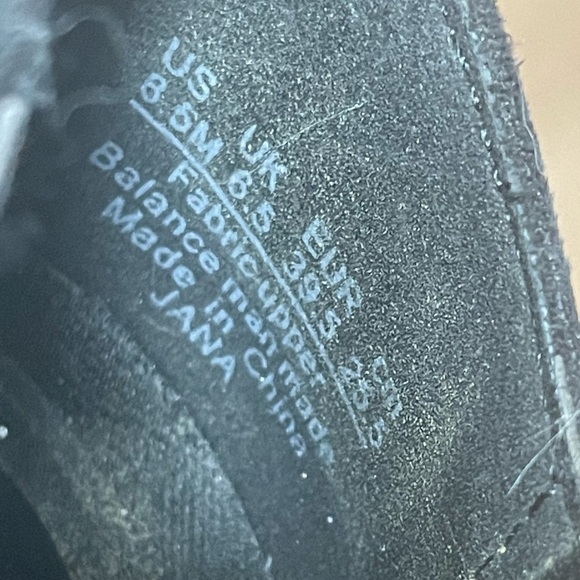 US UK EUR cm
8.5M 6.5 39.5 25.5
Fabric upper
Balance man made
Made in China
JANA